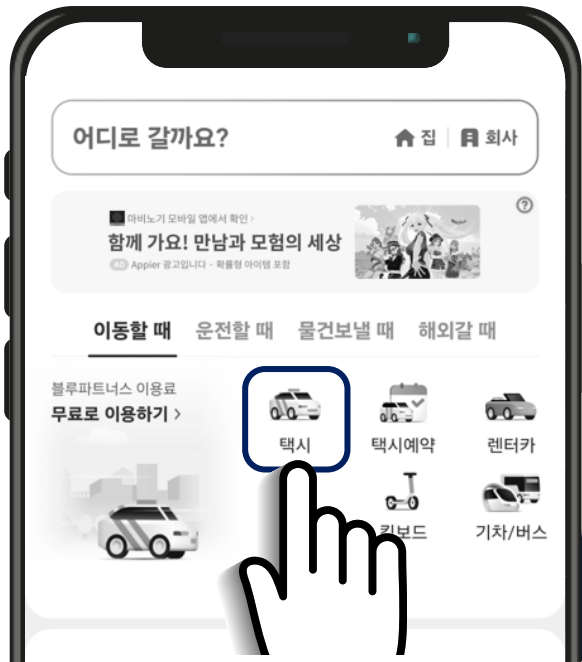 어디로 갈까요?
집
회사
마비노기 모바일 앱에서 확인 ›
함께 가요! 만남과 모험의 세상
AD Appier 광고입니다 · 확률형 아이템 포함
이동할 때
운전할 때
물건보낼 때
해외갈 때
블루파트너스 이용료
무료로 이용하기 ›
택시
택시예약
렌터카
킥보드
기차/버스